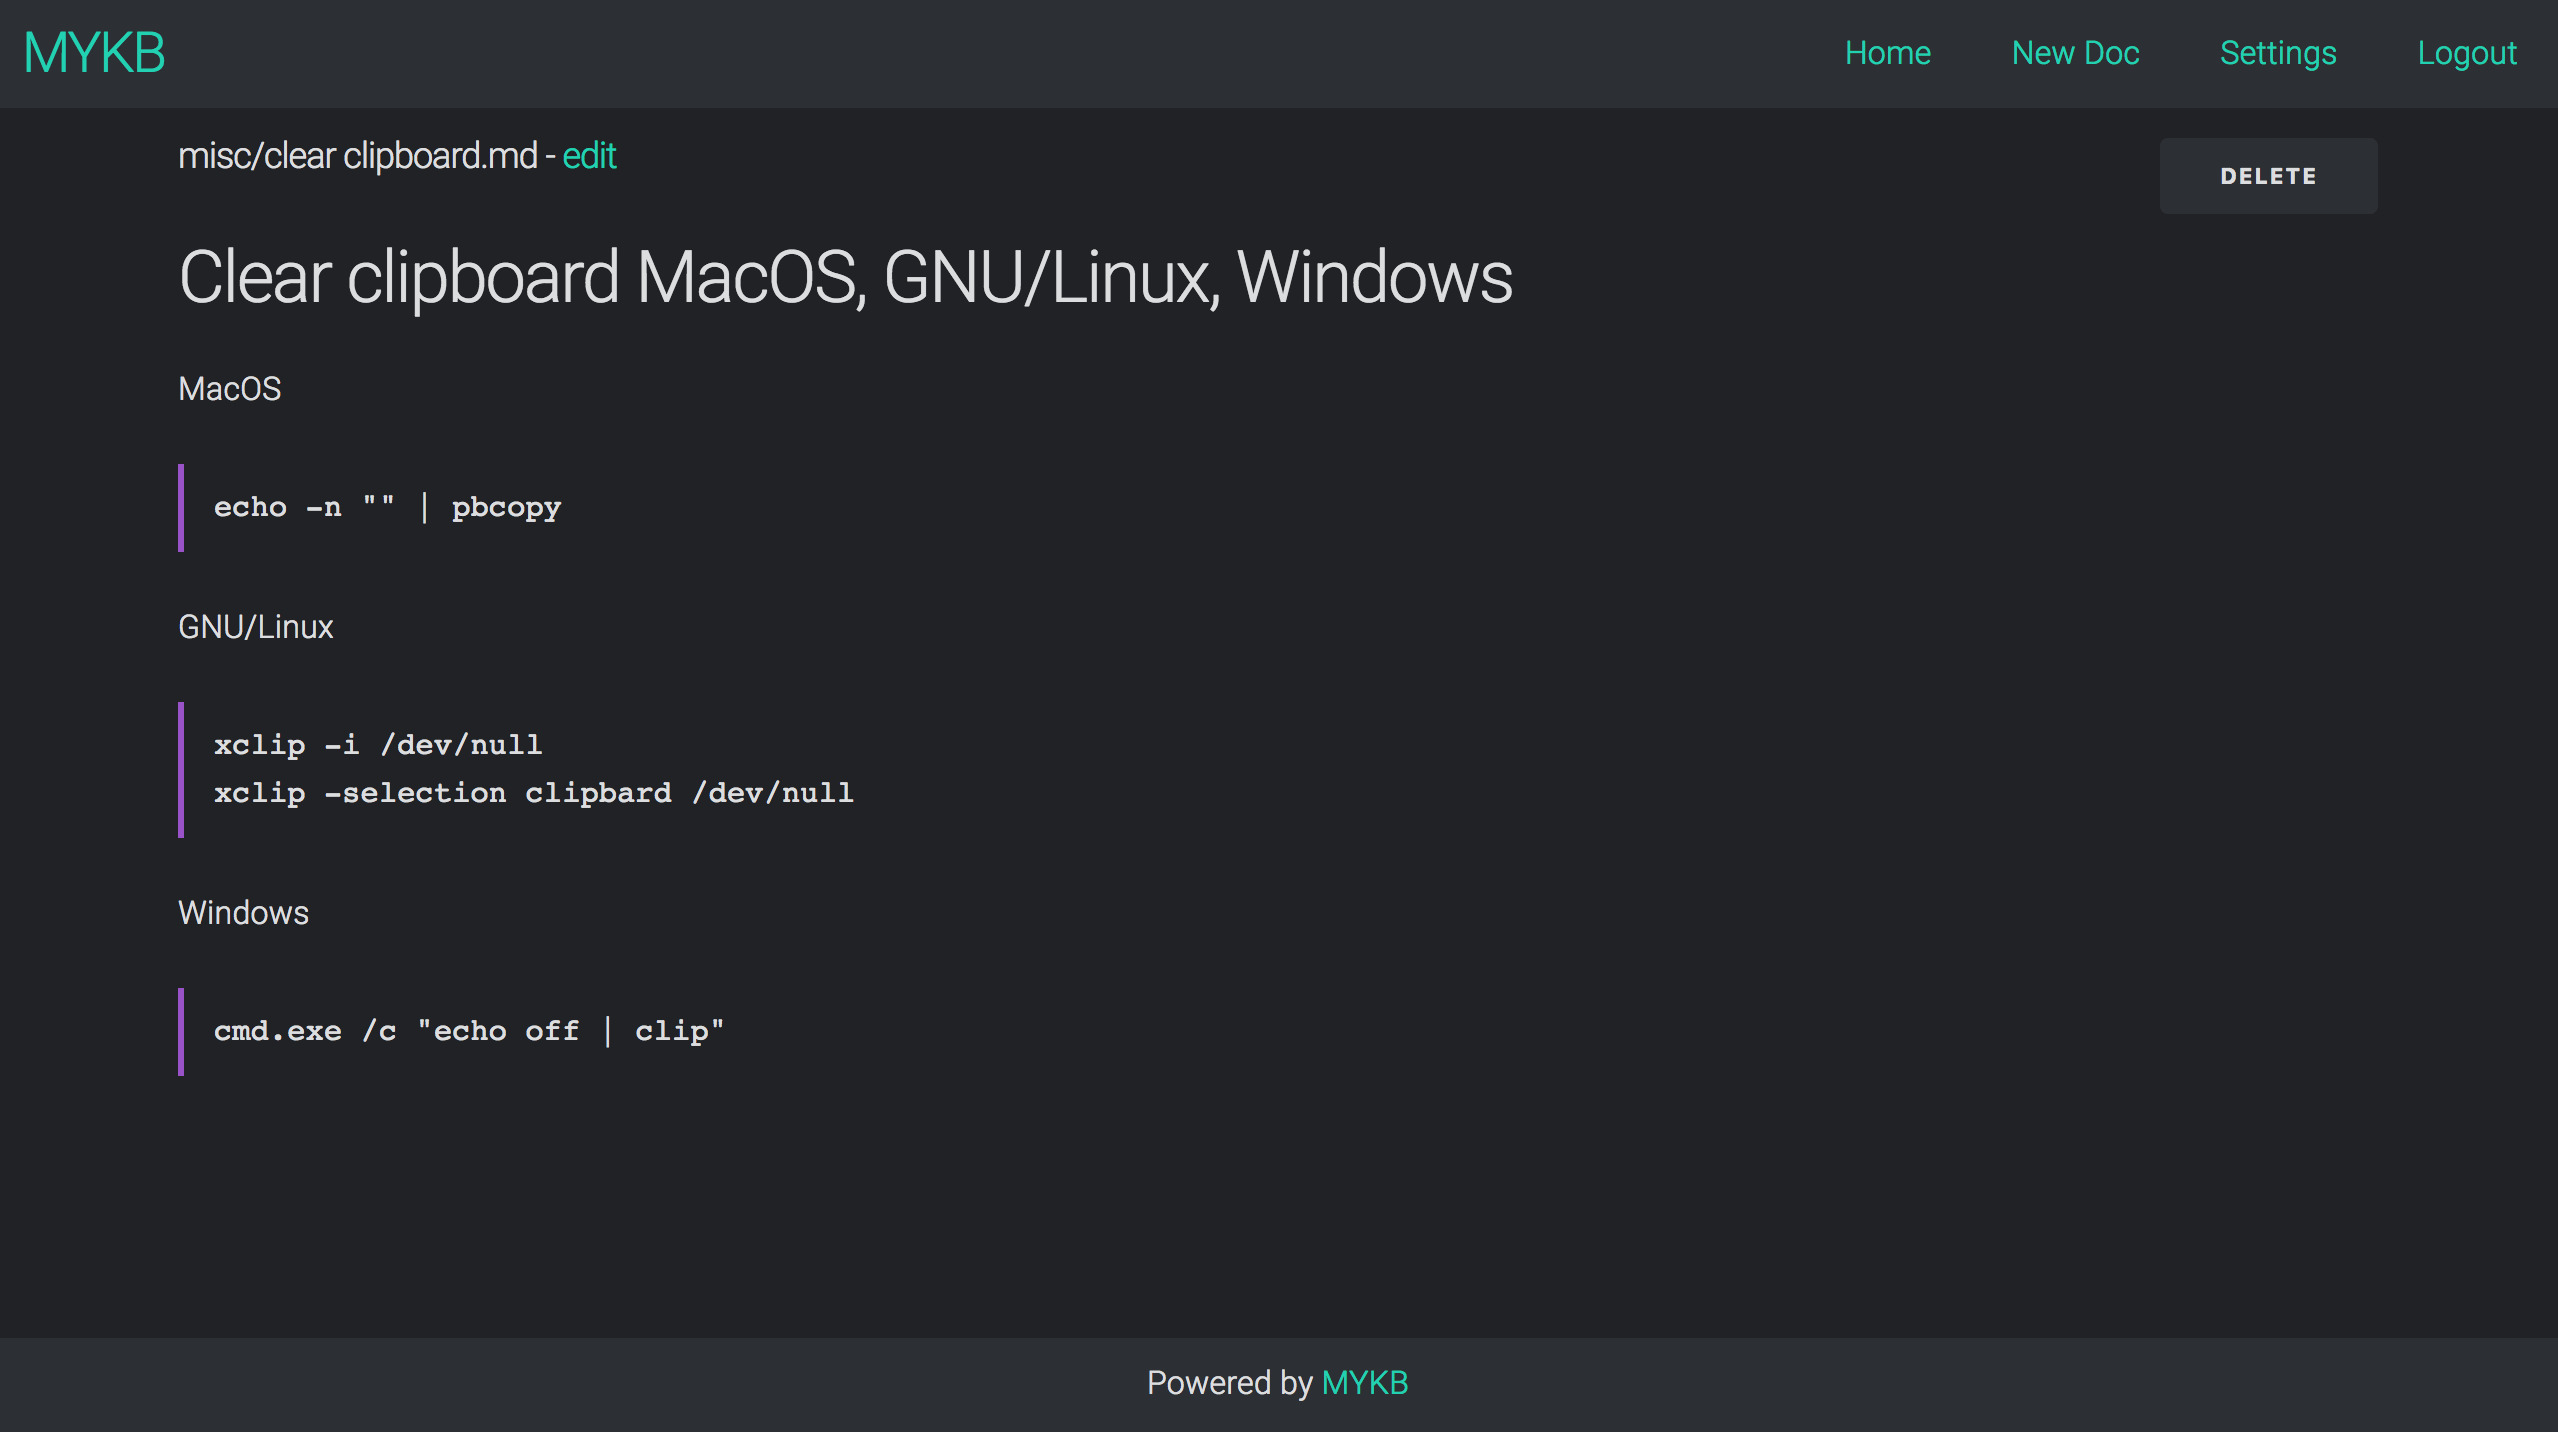 MYKB
Home New Doc Settings Logout
misc/clear clipboard.md - edit
DELETE
Clear clipboard MacOS, GNU/Linux, Windows
MacOS
echo -n "" | pbcopy
GNU/Linux
xclip -i /dev/null
xclip -selection clipbard /dev/null
Windows
cmd.exe /c "echo off | clip"
Powered by MYKB